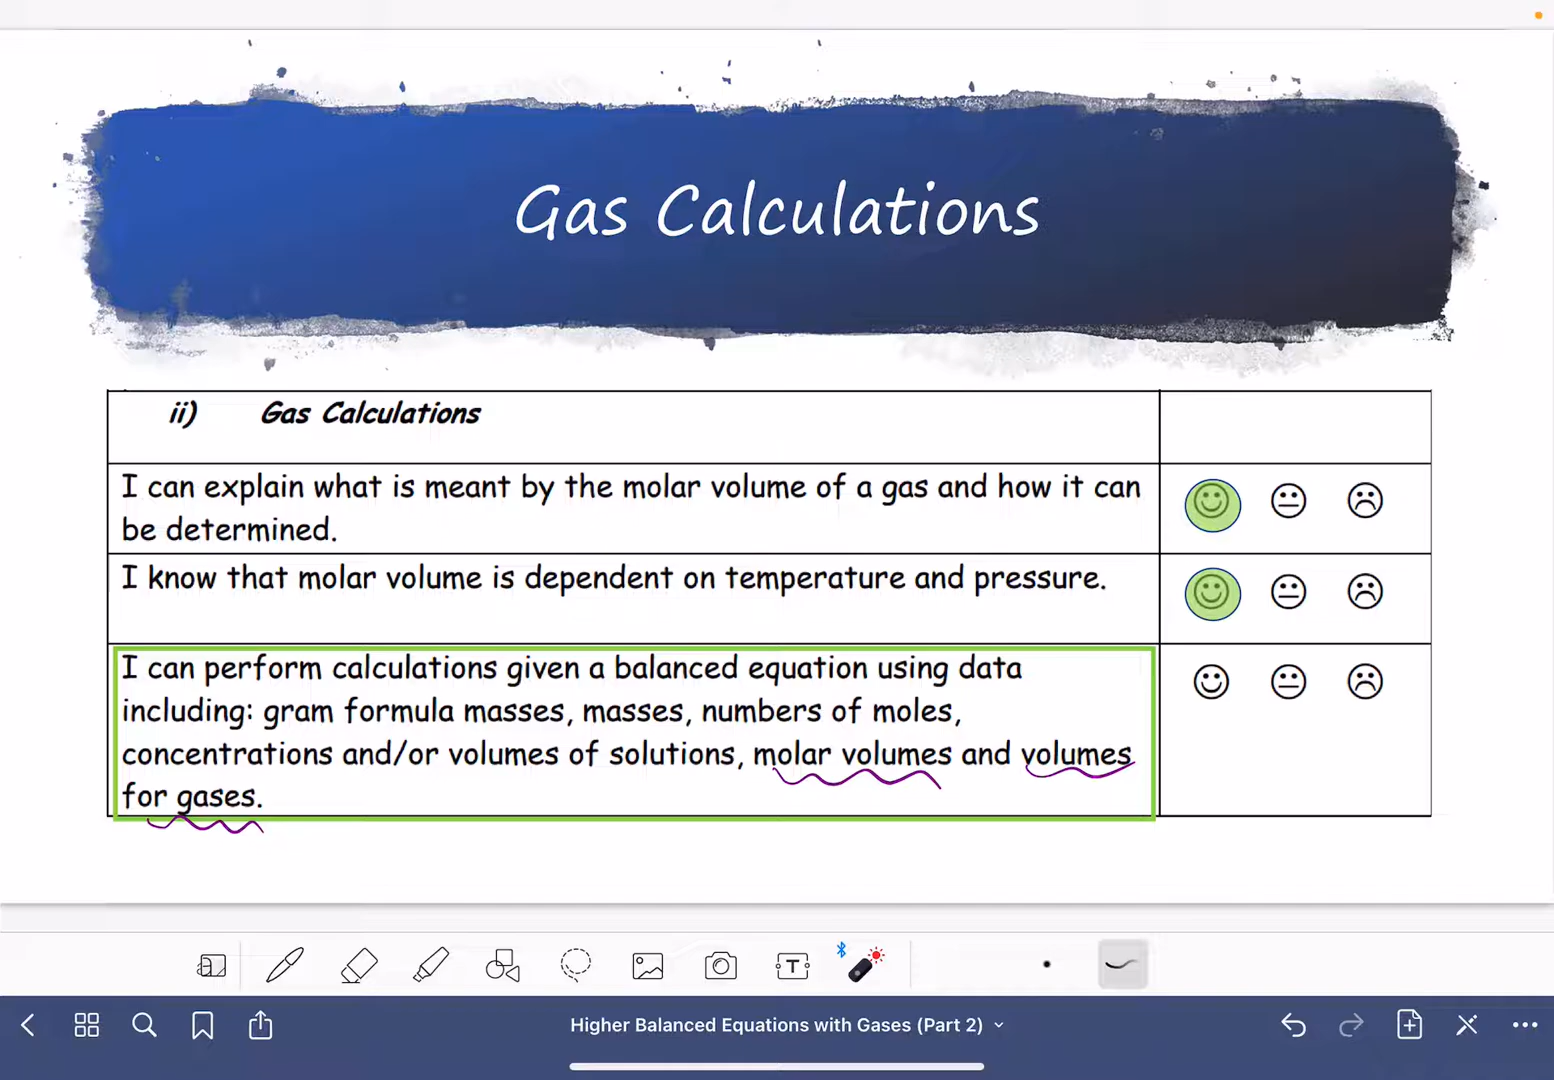 Gas Calculations
ii) Gas Calculations
I can explain what is meant by the molar volume of a gas and how it can
be determined.
I know that molar volume is dependent on temperature and pressure.
I can perform calculations given a balanced equation using data
including: gram formula masses, masses, numbers of moles,
concentrations and/or volumes of solutions, molar volumes and volumes
for gases.
T
Higher Balanced Equations with Gases (Part 2)